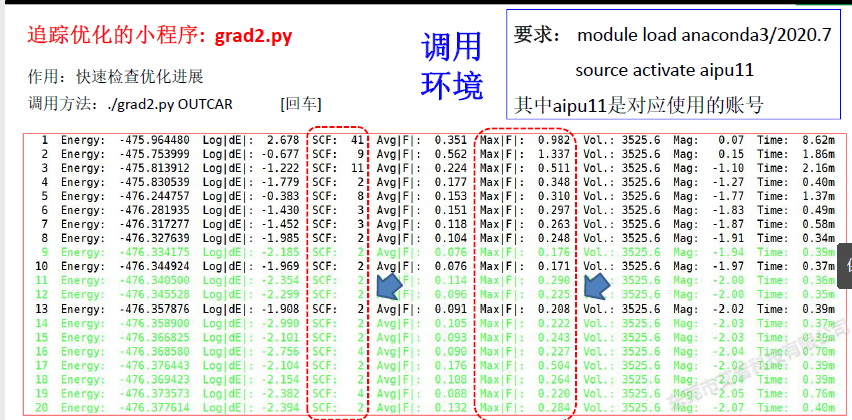 追踪优化的小程序: grad2.py
作用：快速检查优化进展
调用方法：./grad2.py OUTCAR [回车]
调用
环境
要求： module load anaconda3/2020.7
source activate aipu11
其中aipu11是对应使用的账号
1 Energy: -475.964480 Log|dE|: 2.678 SCF: 41 Avg|F|: 0.351 Max|F|: 0.982 Vol.: 3525.6 Mag: 0.07 Time: 8.62m
2 Energy: -475.753999 Log|dE|: -0.677 SCF: 9 Avg|F|: 0.562 Max|F|: 1.337 Vol.: 3525.6 Mag: 0.15 Time: 1.86m
3 Energy: -475.813912 Log|dE|: -1.222 SCF: 11 Avg|F|: 0.224 Max|F|: 0.511 Vol.: 3525.6 Mag: -1.10 Time: 2.16m
4 Energy: -475.830539 Log|dE|: -1.779 SCF: 2 Avg|F|: 0.177 Max|F|: 0.348 Vol.: 3525.6 Mag: -1.27 Time: 0.40m
5 Energy: -476.244757 Log|dE|: -0.383 SCF: 8 Avg|F|: 0.153 Max|F|: 0.310 Vol.: 3525.6 Mag: -1.77 Time: 1.37m
6 Energy: -476.281935 Log|dE|: -1.430 SCF: 3 Avg|F|: 0.151 Max|F|: 0.297 Vol.: 3525.6 Mag: -1.83 Time: 0.49m
7 Energy: -476.317277 Log|dE|: -1.452 SCF: 3 Avg|F|: 0.118 Max|F|: 0.263 Vol.: 3525.6 Mag: -1.87 Time: 0.58m
8 Energy: -476.327639 Log|dE|: -1.985 SCF: 2 Avg|F|: 0.104 Max|F|: 0.248 Vol.: 3525.6 Mag: -1.91 Time: 0.34m
9 Energy: -476.334175 Log|dE|: -2.185 SCF: 2 Avg|F|: 0.076 Max|F|: 0.176 Vol.: 3525.6 Mag: -1.94 Time: 0.39m
10 Energy: -476.344924 Log|dE|: -1.969 SCF: 2 Avg|F|: 0.076 Max|F|: 0.171 Vol.: 3525.6 Mag: -1.97 Time: 0.37m
11 Energy: -476.340500 Log|dE|: -2.354 SCF: 2 Avg|F|: 0.114 Max|F|: 0.290 Vol.: 3525.6 Mag: -2.00 Time: 0.36m
12 Energy: -476.345528 Log|dE|: -2.299 SCF: 2 Avg|F|: 0.096 Max|F|: 0.225 Vol.: 3525.6 Mag: -2.00 Time: 0.35m
13 Energy: -476.357876 Log|dE|: -1.908 SCF: 2 Avg|F|: 0.091 Max|F|: 0.208 Vol.: 3525.6 Mag: -2.02 Time: 0.39m
14 Energy: -476.358900 Log|dE|: -2.990 SCF: 2 Avg|F|: 0.105 Max|F|: 0.222 Vol.: 3525.6 Mag: -2.03 Time: 0.37m
15 Energy: -476.366825 Log|dE|: -2.101 SCF: 2 Avg|F|: 0.093 Max|F|: 0.243 Vol.: 3525.6 Mag: -2.03 Time:
16 Energy: -476.368580 Log|dE|: -2.756 SCF: 4 Avg|F|: 0.090 Max|F|: 0.227 Vol.: 3525.6 Mag: -2.04 Time: 0.70m
17 Energy: -476.376443 Log|dE|: -2.104 SCF: 2 Avg|F|: 0.176 Max|F|: 0.504 Vol.: 3525.6 Mag: Time: 0.39m
18 Energy: -476.369423 Log|dE|: -2.154 SCF: 2 Avg|F|: 0.108 Max|F|: 0.264 Vol.: 3525.6 Mag: Time: 0.39m
19 Energy: -476.373573 Log|dE|: -2.382 SCF: 4 Avg|F|: 0.088 Max|F|: 0.220 Vol.: 3525.6 Mag: -2.05 Time: 0.76m
20 Energy: -476.377614 Log|dE|: -2.394 SCF: 2 Avg|F|: 0.132 Max|F|: 0.284 Vol.: 3525.6 Mag: -2.07 Time: 0.40m